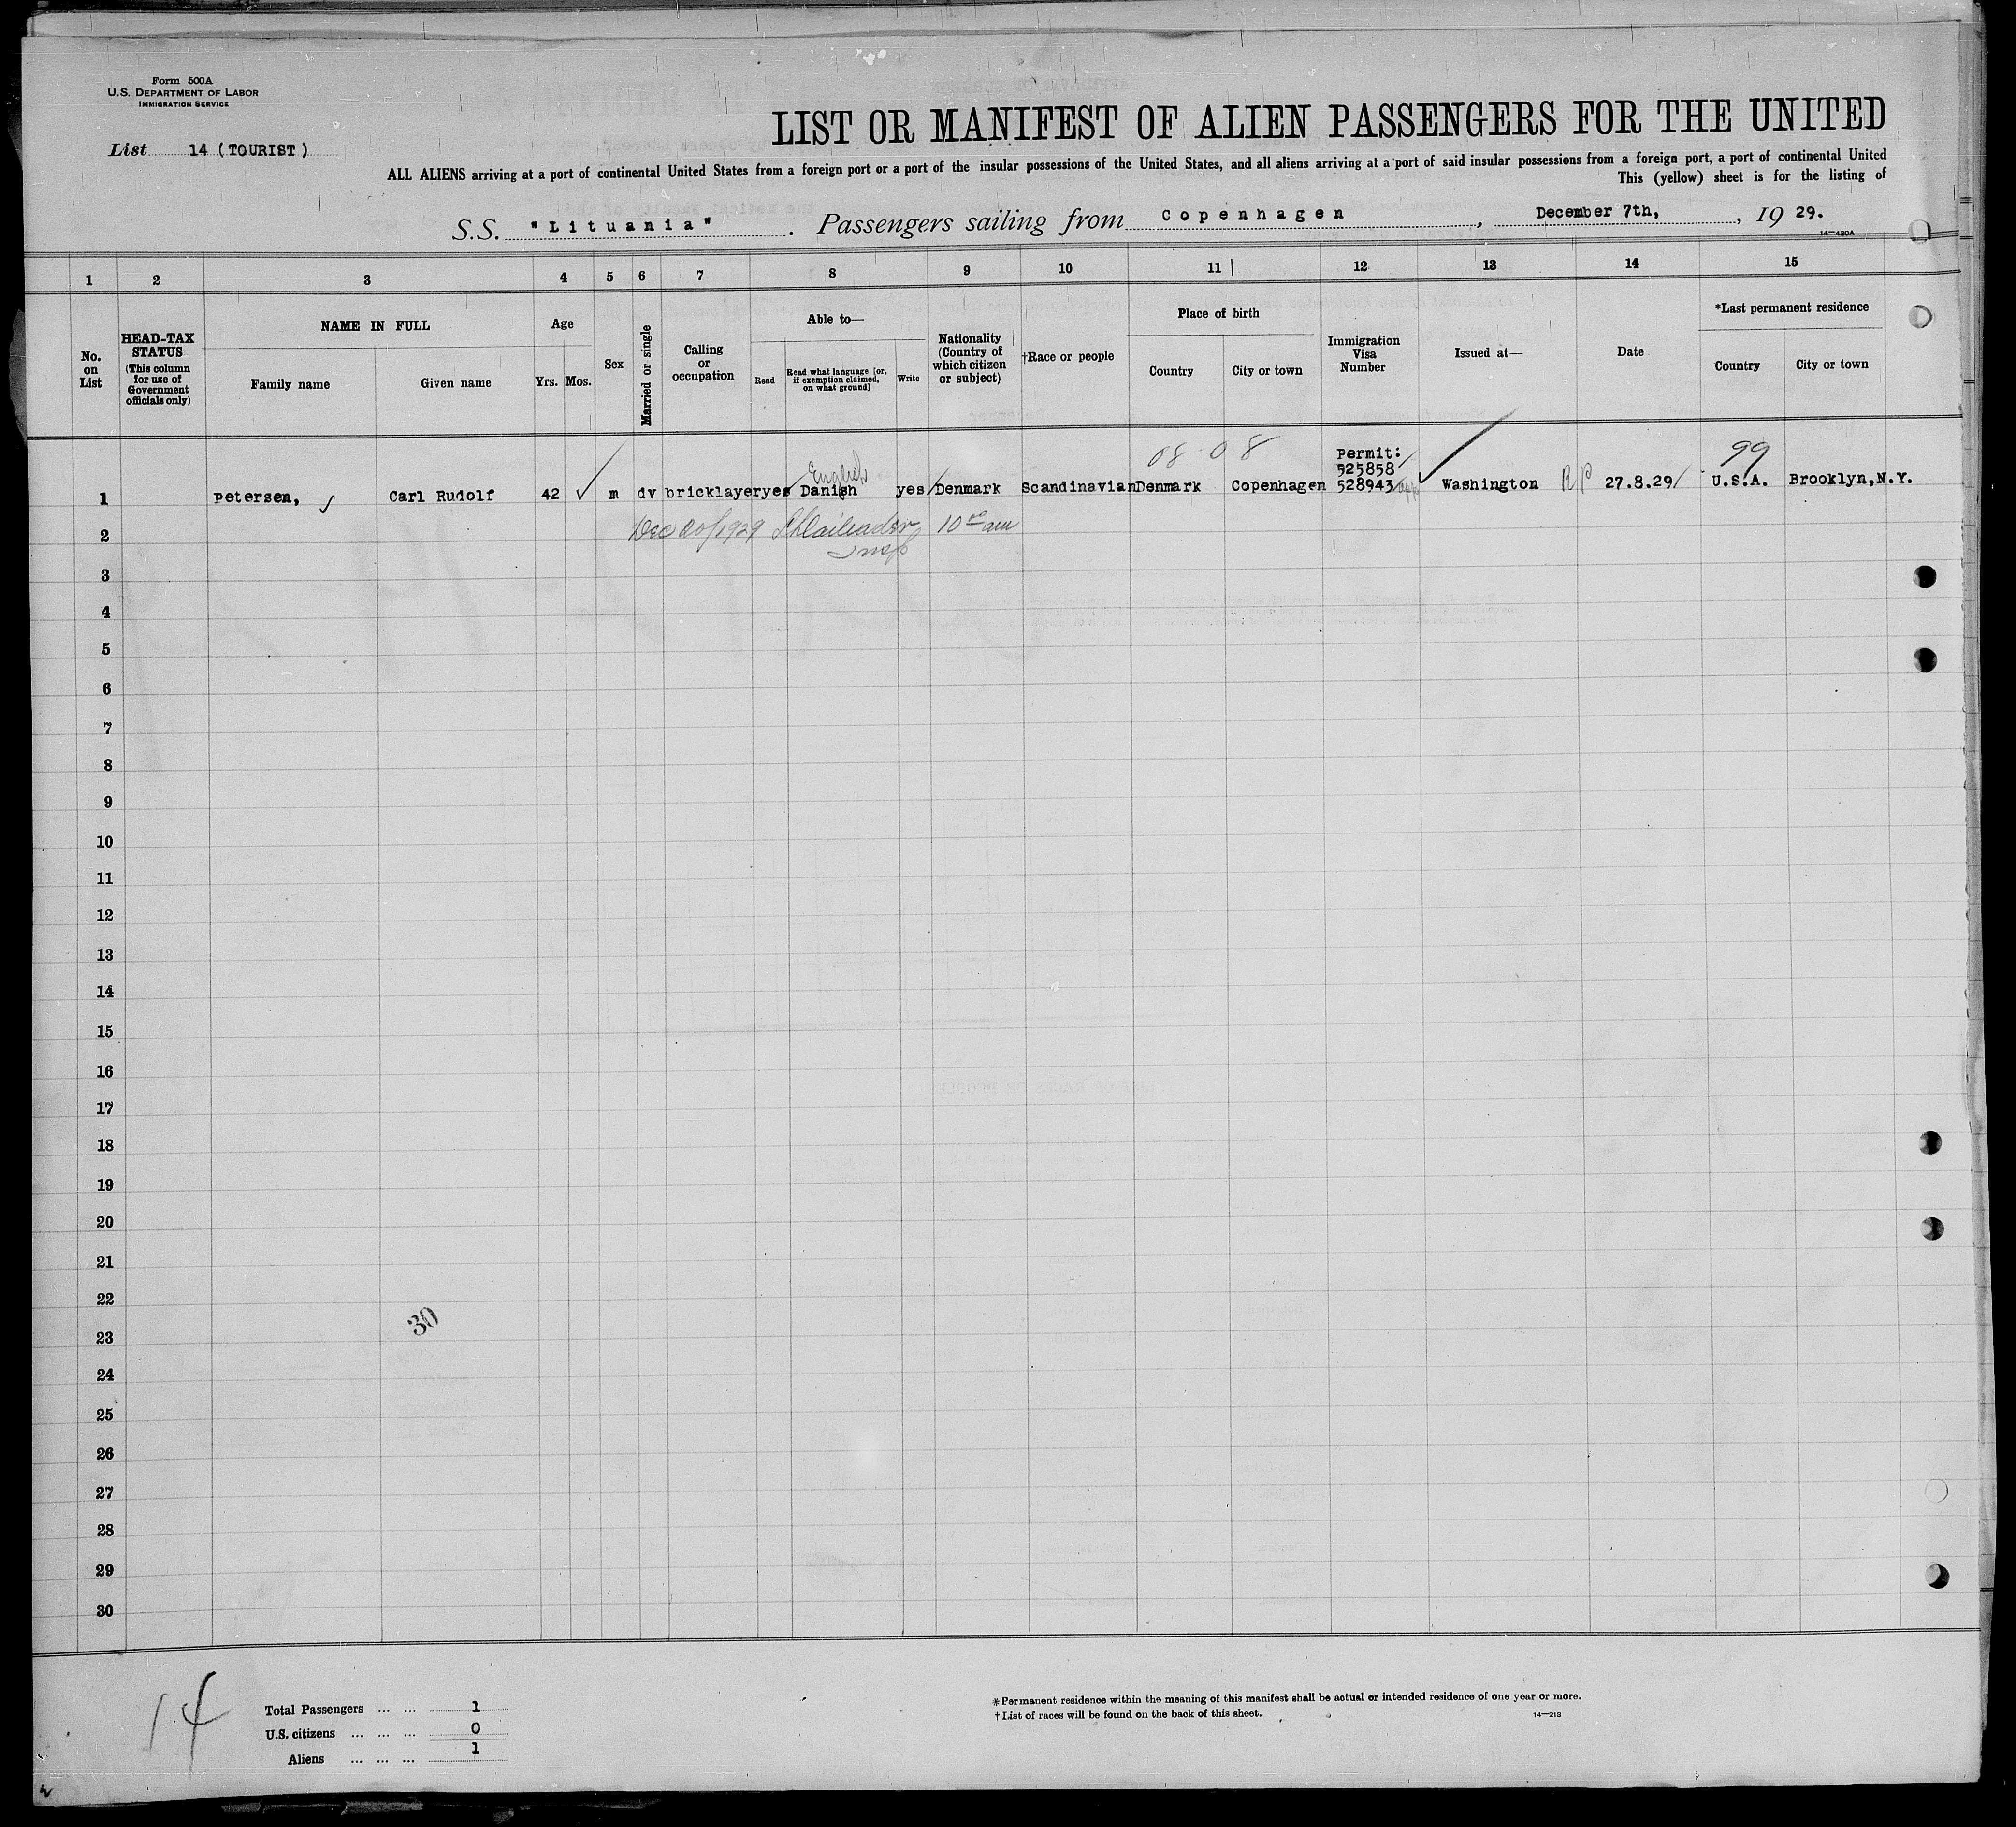 Form 500A
U.S. DEPARTMENT OF LABOR
IMMIGRATION SERVICE
List 14 (TOURIST)
LIST OR MANIFEST OF ALIEN PASSENGERS FOR THE UNITED
ALL ALIENS arriving at a port of continental United States from a foreign port or a port of the insular possessions of the United States, and all aliens arriving at a port of said insular possessions from a foreign port, a port of continental United
This (yellow) sheet is for the listing of
S.S. "Lituania". Passengers sailing from Copenhagen, December 7th, , 19 29.
14—430A
1 2 3 4 5 6 7 8 9 10 11 12 13 14 15
No. on List
HEAD-TAX STATUS (This column for use of Government officials only)
NAME IN FULL
Family name Given name
Age
Yrs. Mos.
Sex
Married or single
Calling or occupation
Able to—
Read Read what language [or, if exemption claimed, on what ground] Write
Nationality (Country of which citizen or subject)
†Race or people
Place of birth
Country City or town
Immigration Visa Number
Issued at—
Date
*Last permanent residence
Country City or town
08 08
99
Permit:
English 525858
1 Petersen, Carl Rudolf 42 m dv bricklayer yes Danish yes Denmark Scandinavian Denmark Copenhagen 528943 Washington RP 27.8.29 U.S.A. Brooklyn, N.Y.
2 Dec 20/1929 10 00 am
Insp
3
4
5
6
7
8
9
10
11
12
13
14
15
16
17
18
19
20
21
22
30
23
24
25
26
27
28
29
30
14
Total Passengers ... ... 1
U.S. citizens ... ... ... 0
Aliens ... ... ... 1
*Permanent residence within the meaning of this manifest shall be actual or intended residence of one year or more.
†List of races will be found on the back of this sheet.
14—213